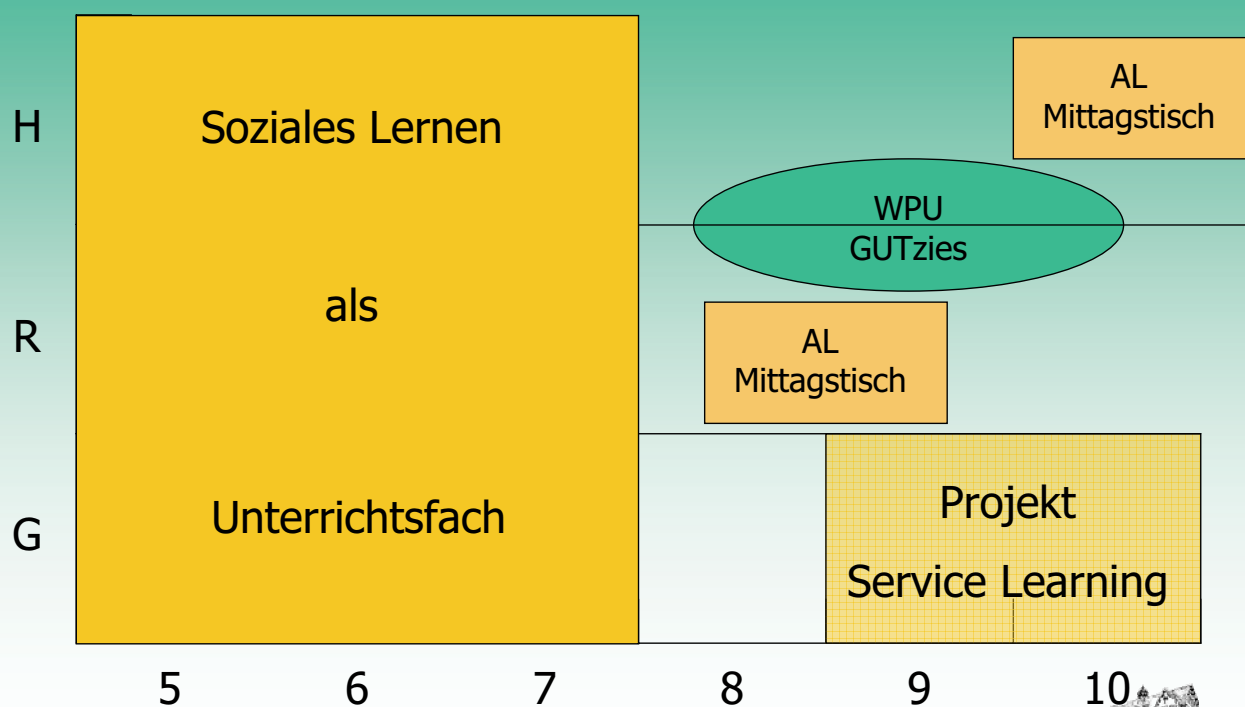 H
Soziales Lernen
AL
Mittagstisch
WPU
GUTzies
R
als
AL
Mittagstisch
G
Unterrichtsfach
Projekt
Service Learning
5 6 7 8 9 10